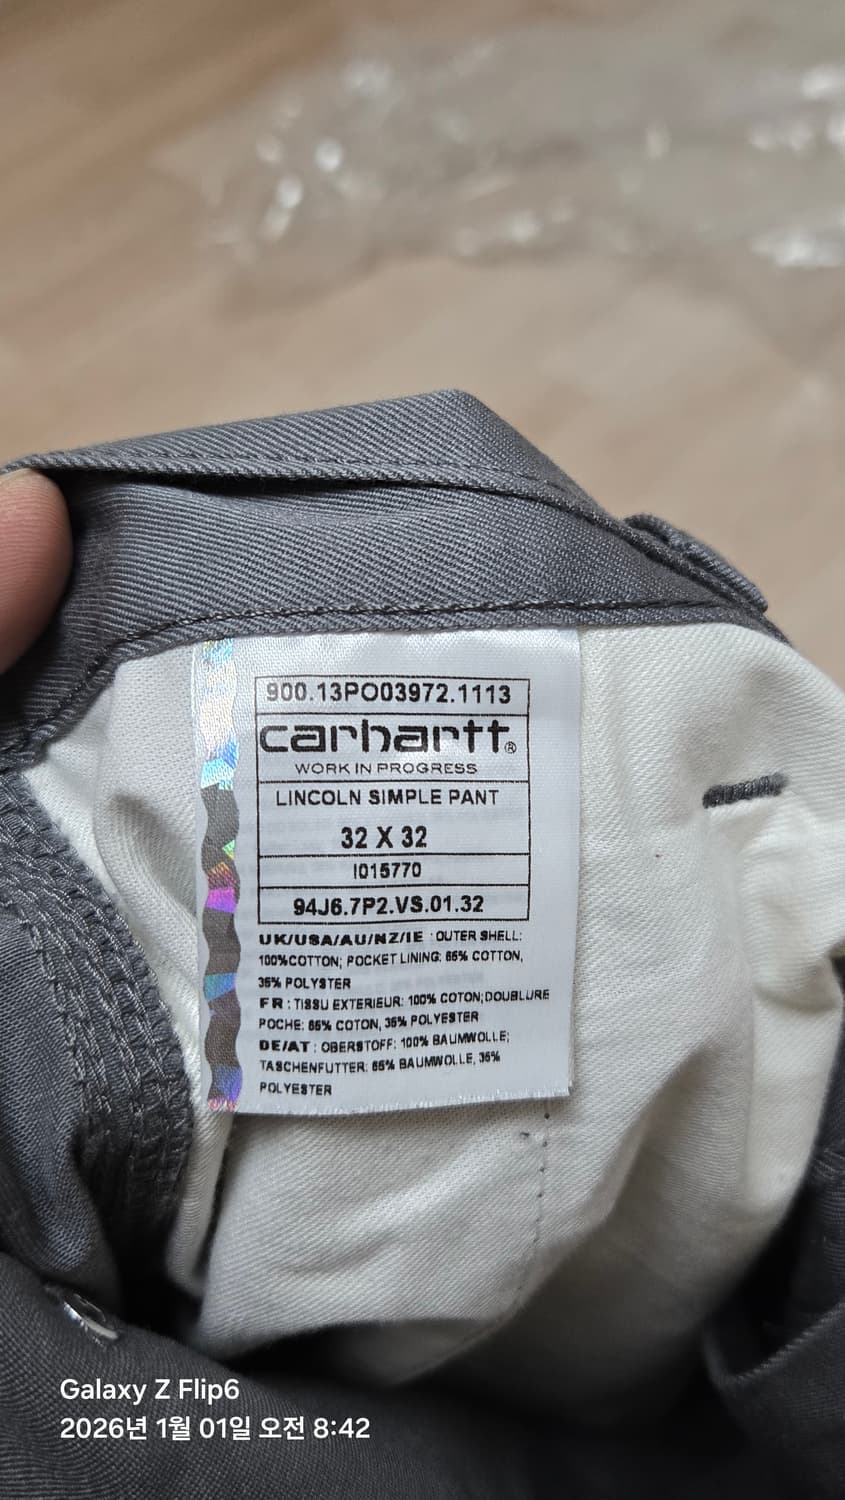 900.13PO03972.1113
carhartt®
WORK IN PROGRESS
LINCOLN SIMPLE PANT
32 X 32
I015770
94J6.7P2.VS.01.32
UK/USA/AU/NZ/IE : OUTER SHELL:
100%COTTON; POCKET LINING: 65% COTTON,
35% POLYSTER
FR : TISSU EXTERIEUR: 100% COTON;DOUBLURE
POCHE: 65% COTON, 35% POLYESTER
DE/AT : OBERSTOFF: 100% BAUMWOLLE;
TASCHENFUTTER: 65% BAUMWOLLE, 35%
POLYESTER
Galaxy Z Flip6
2026년 1월 01일 오전 8:42